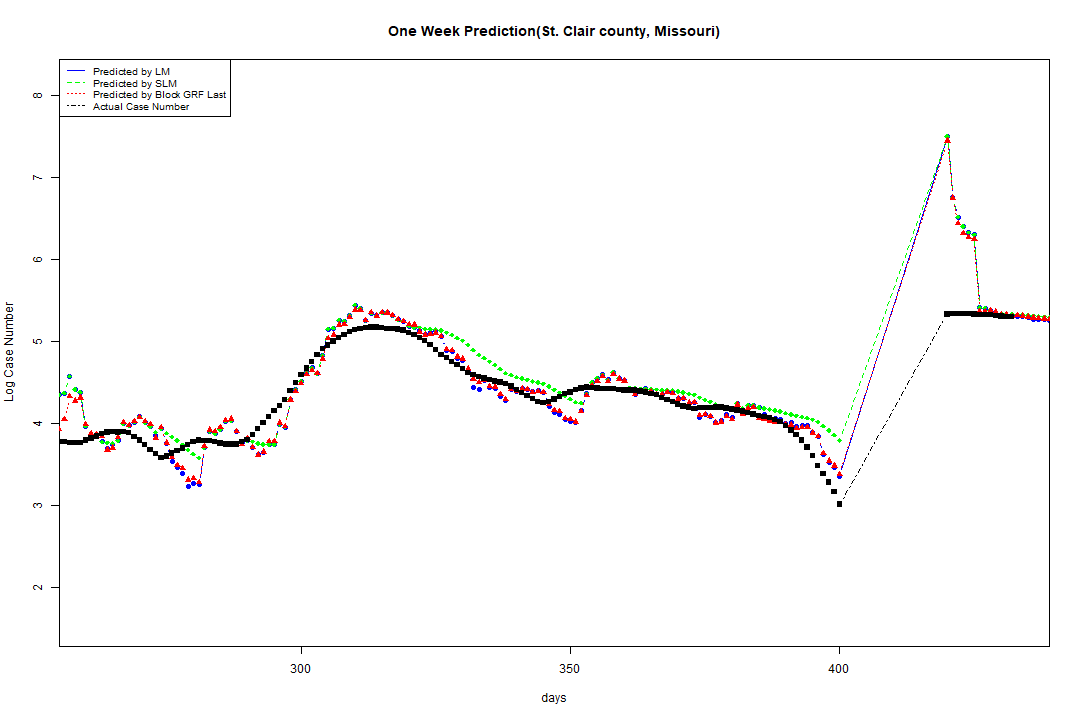 One Week Prediction(St. Clair county, Missouri)
Predicted by LM
Predicted by SLM
Predicted by Block GRF Last
Actual Case Number
8
7
6
5
4
3
2
Log Case Number
300 350 400
days